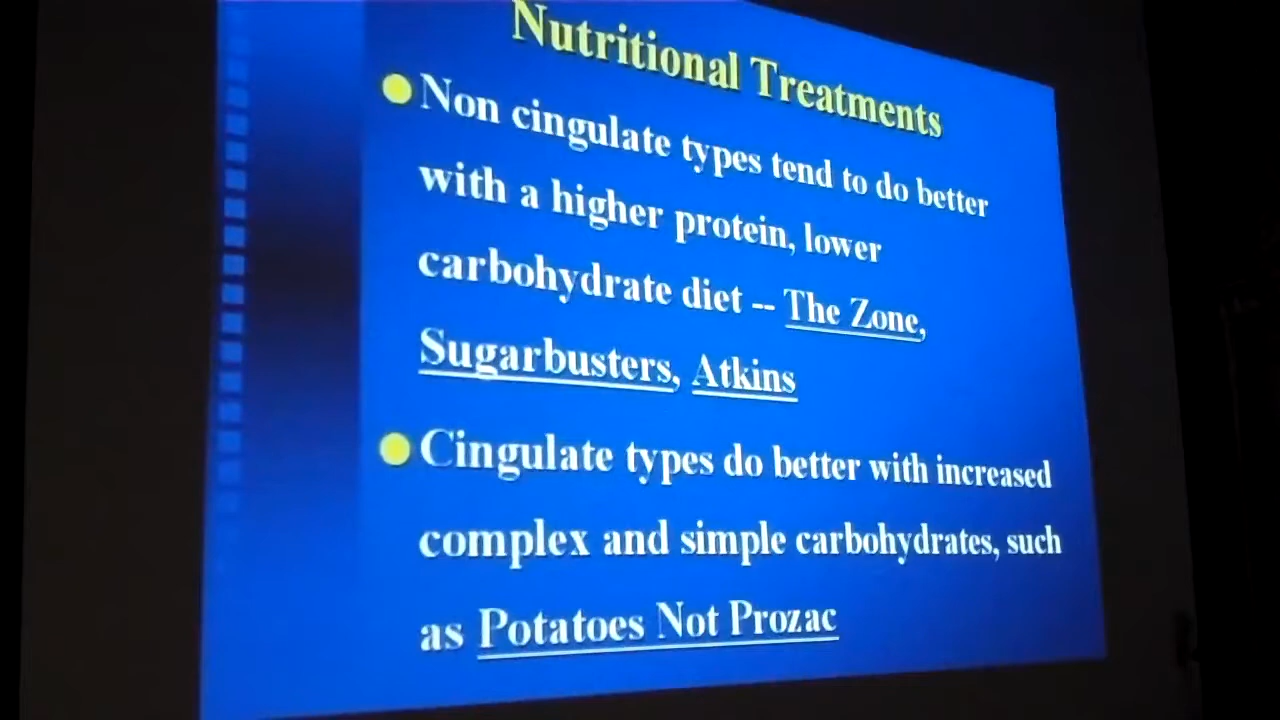 Nutritional Treatments
Non cingulate types tend to do better
with a higher protein, lower
carbohydrate diet -- The Zone,
Sugarbusters, Atkins
Cingulate types do better with increased
complex and simple carbohydrates, such
as Potatoes Not Prozac